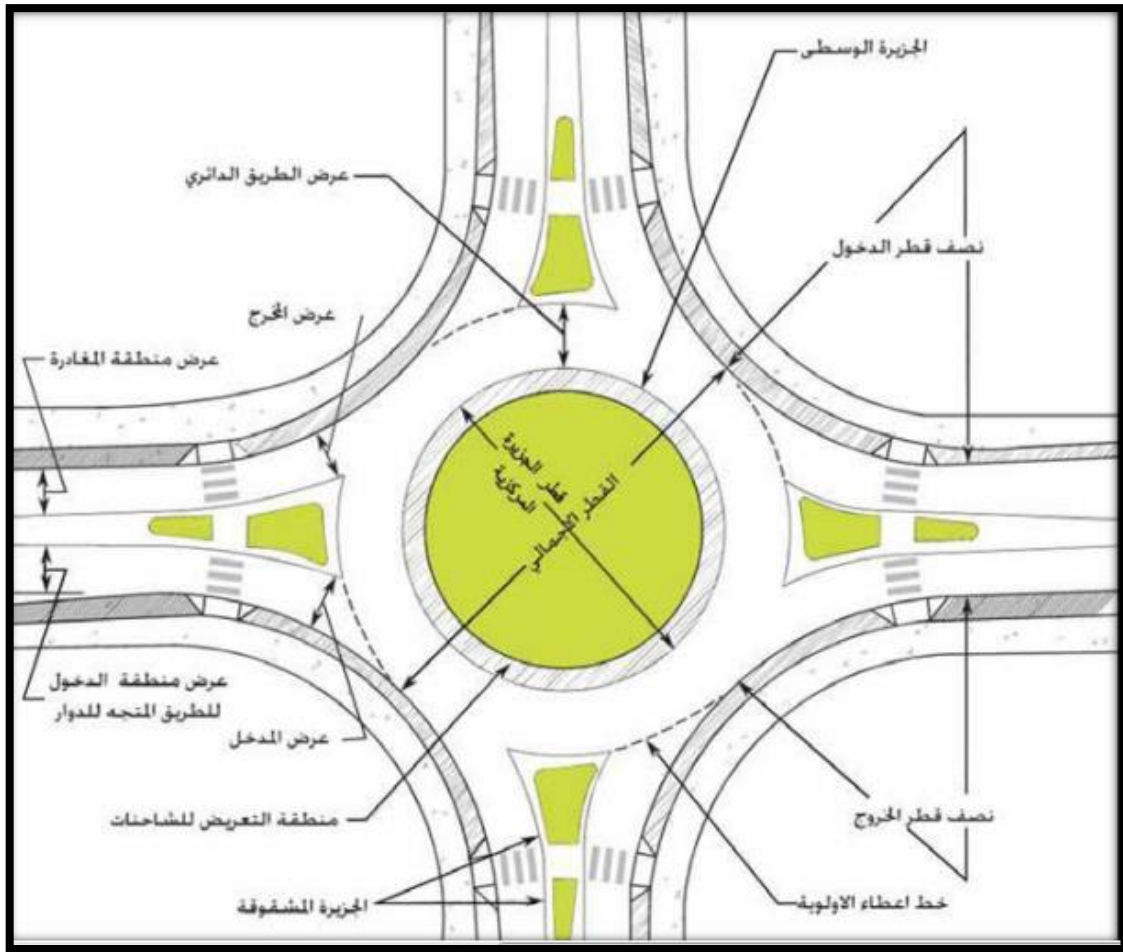 الجزيرة الوسطى
عرض الطريق الدائري
نصف قطر الدخول
عرض المخرج
عرض منطقة المغادرة
قطر الجزيرة
المركزية
القطر الاجمالي
عرض منطقة الدخول
للطريق المتجه للدوار
عرض المدخل
منطقة التعريض للشاحنات
نصف قطر الخروج
الجزيرة المشقوقة
خط اعطاء الاولوية